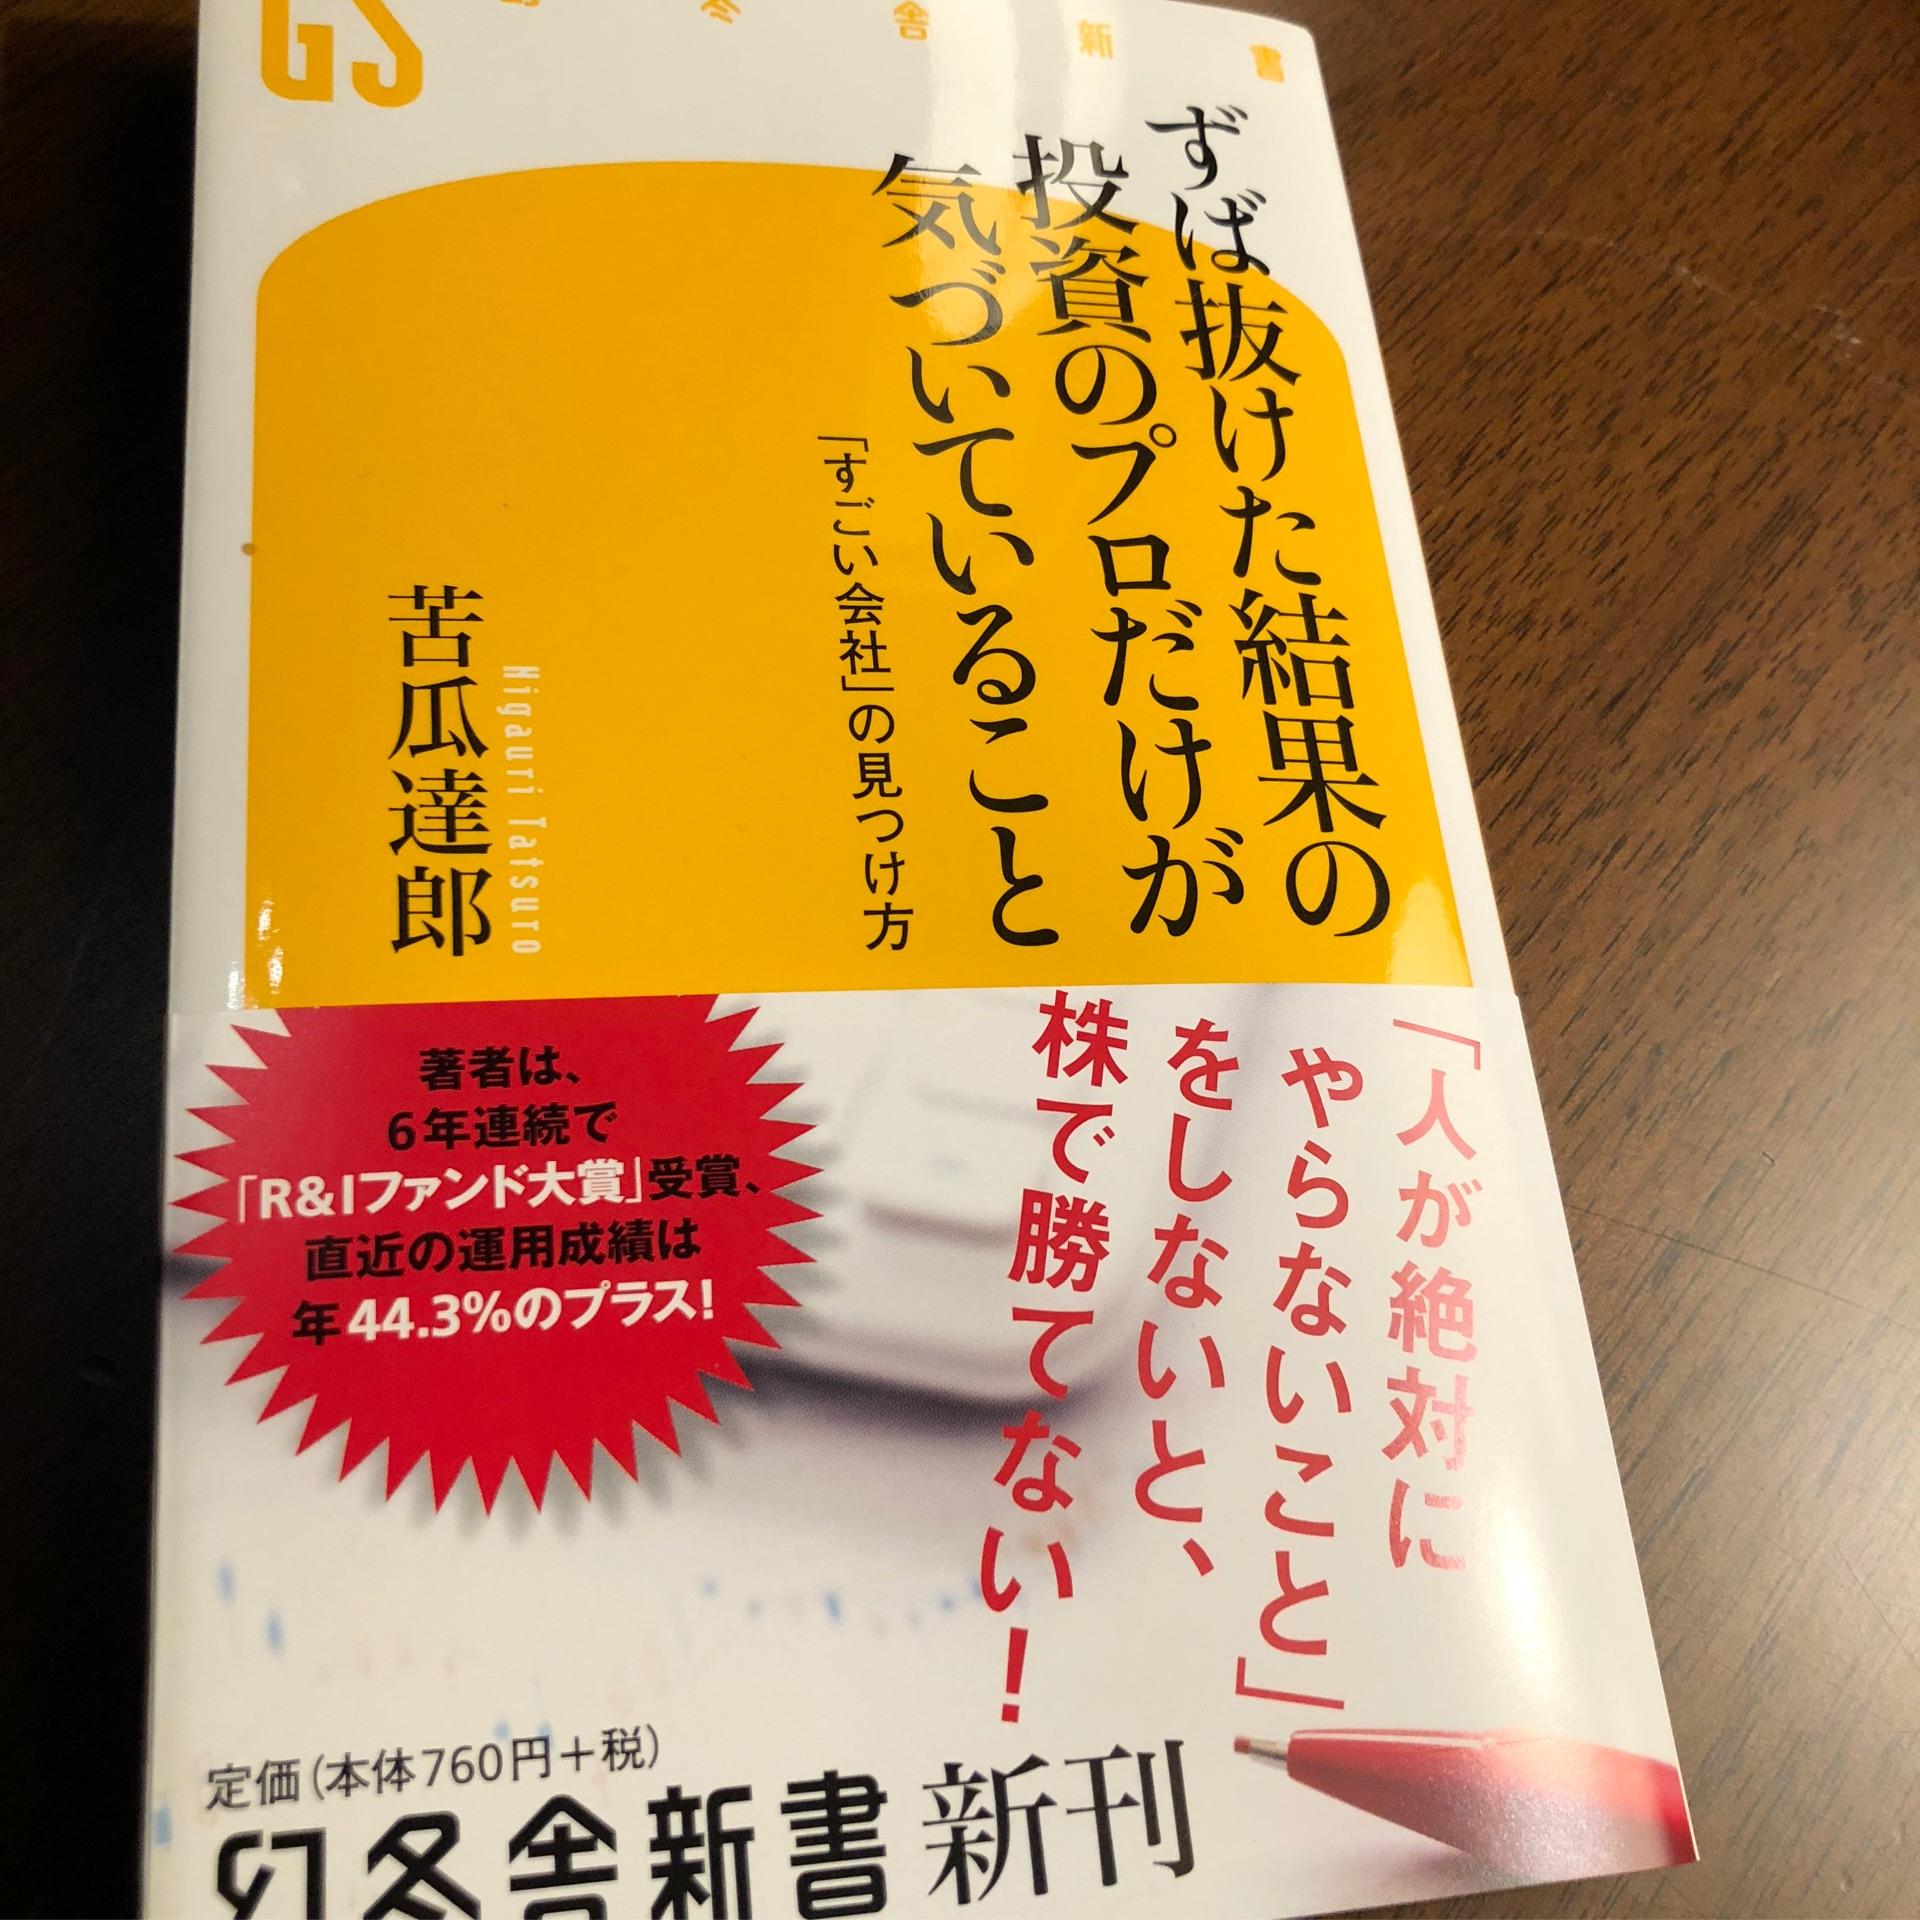 GS 幻冬舎新書
ずば抜けた結果の
投資のプロだけが
気づいていること
「すごい会社」の見つけ方
苦瓜達郎
Nigauri Tatsuro
「人が絶対に
やらないこと」
をしないと、
株で勝てない!
著者は、
6年連続で
「R&Iファンド大賞」受賞、
直近の運用成績は
年44.3%のプラス!
定価(本体760円+税)
幻冬舎新書 新刊